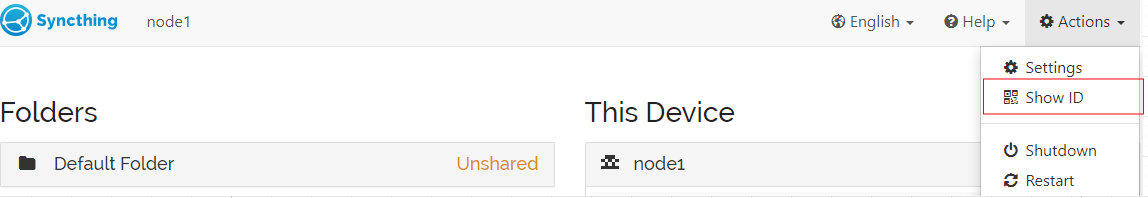 Syncthing node1 English Help Actions
Settings
Show ID
Folders This Device
Default Folder Unshared node1
Shutdown
Restart